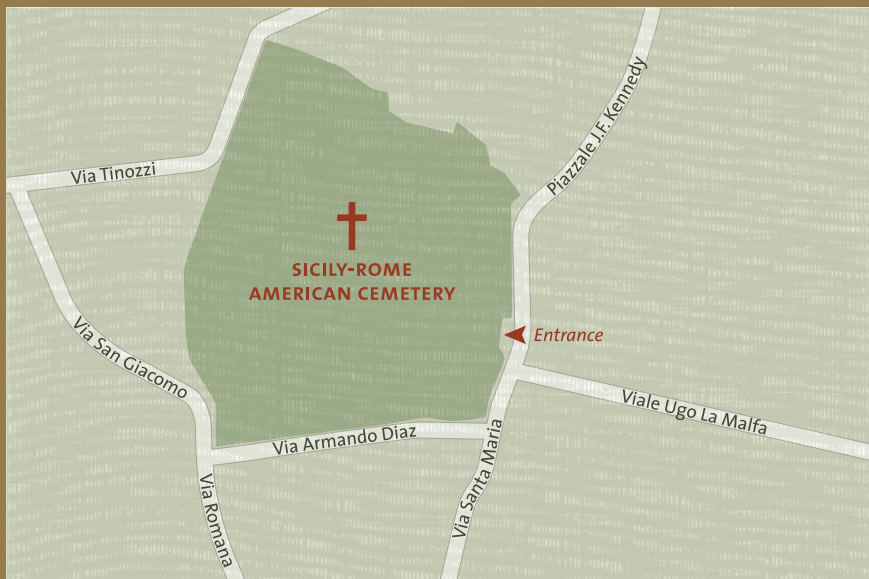 Piazzale J.F. Kennedy
Via Tinozzi
SICILY-ROME
AMERICAN CEMETERY
Entrance
Via San Giacomo
Viale Ugo La Malfa
Via Armando Diaz
Via Santa Maria
Via Romana